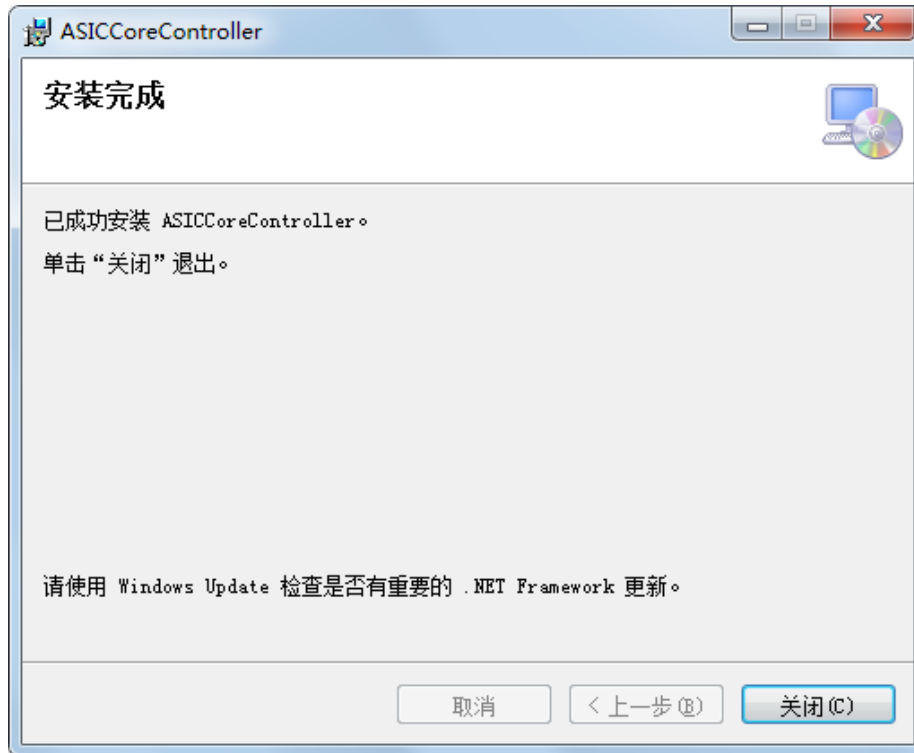 ASICCoreController
安装完成
已成功安装 ASICCoreController。
单击“关闭”退出。
请使用 Windows Update 检查是否有重要的 .NET Framework 更新。
取消
< 上一步(B)
关闭(C)